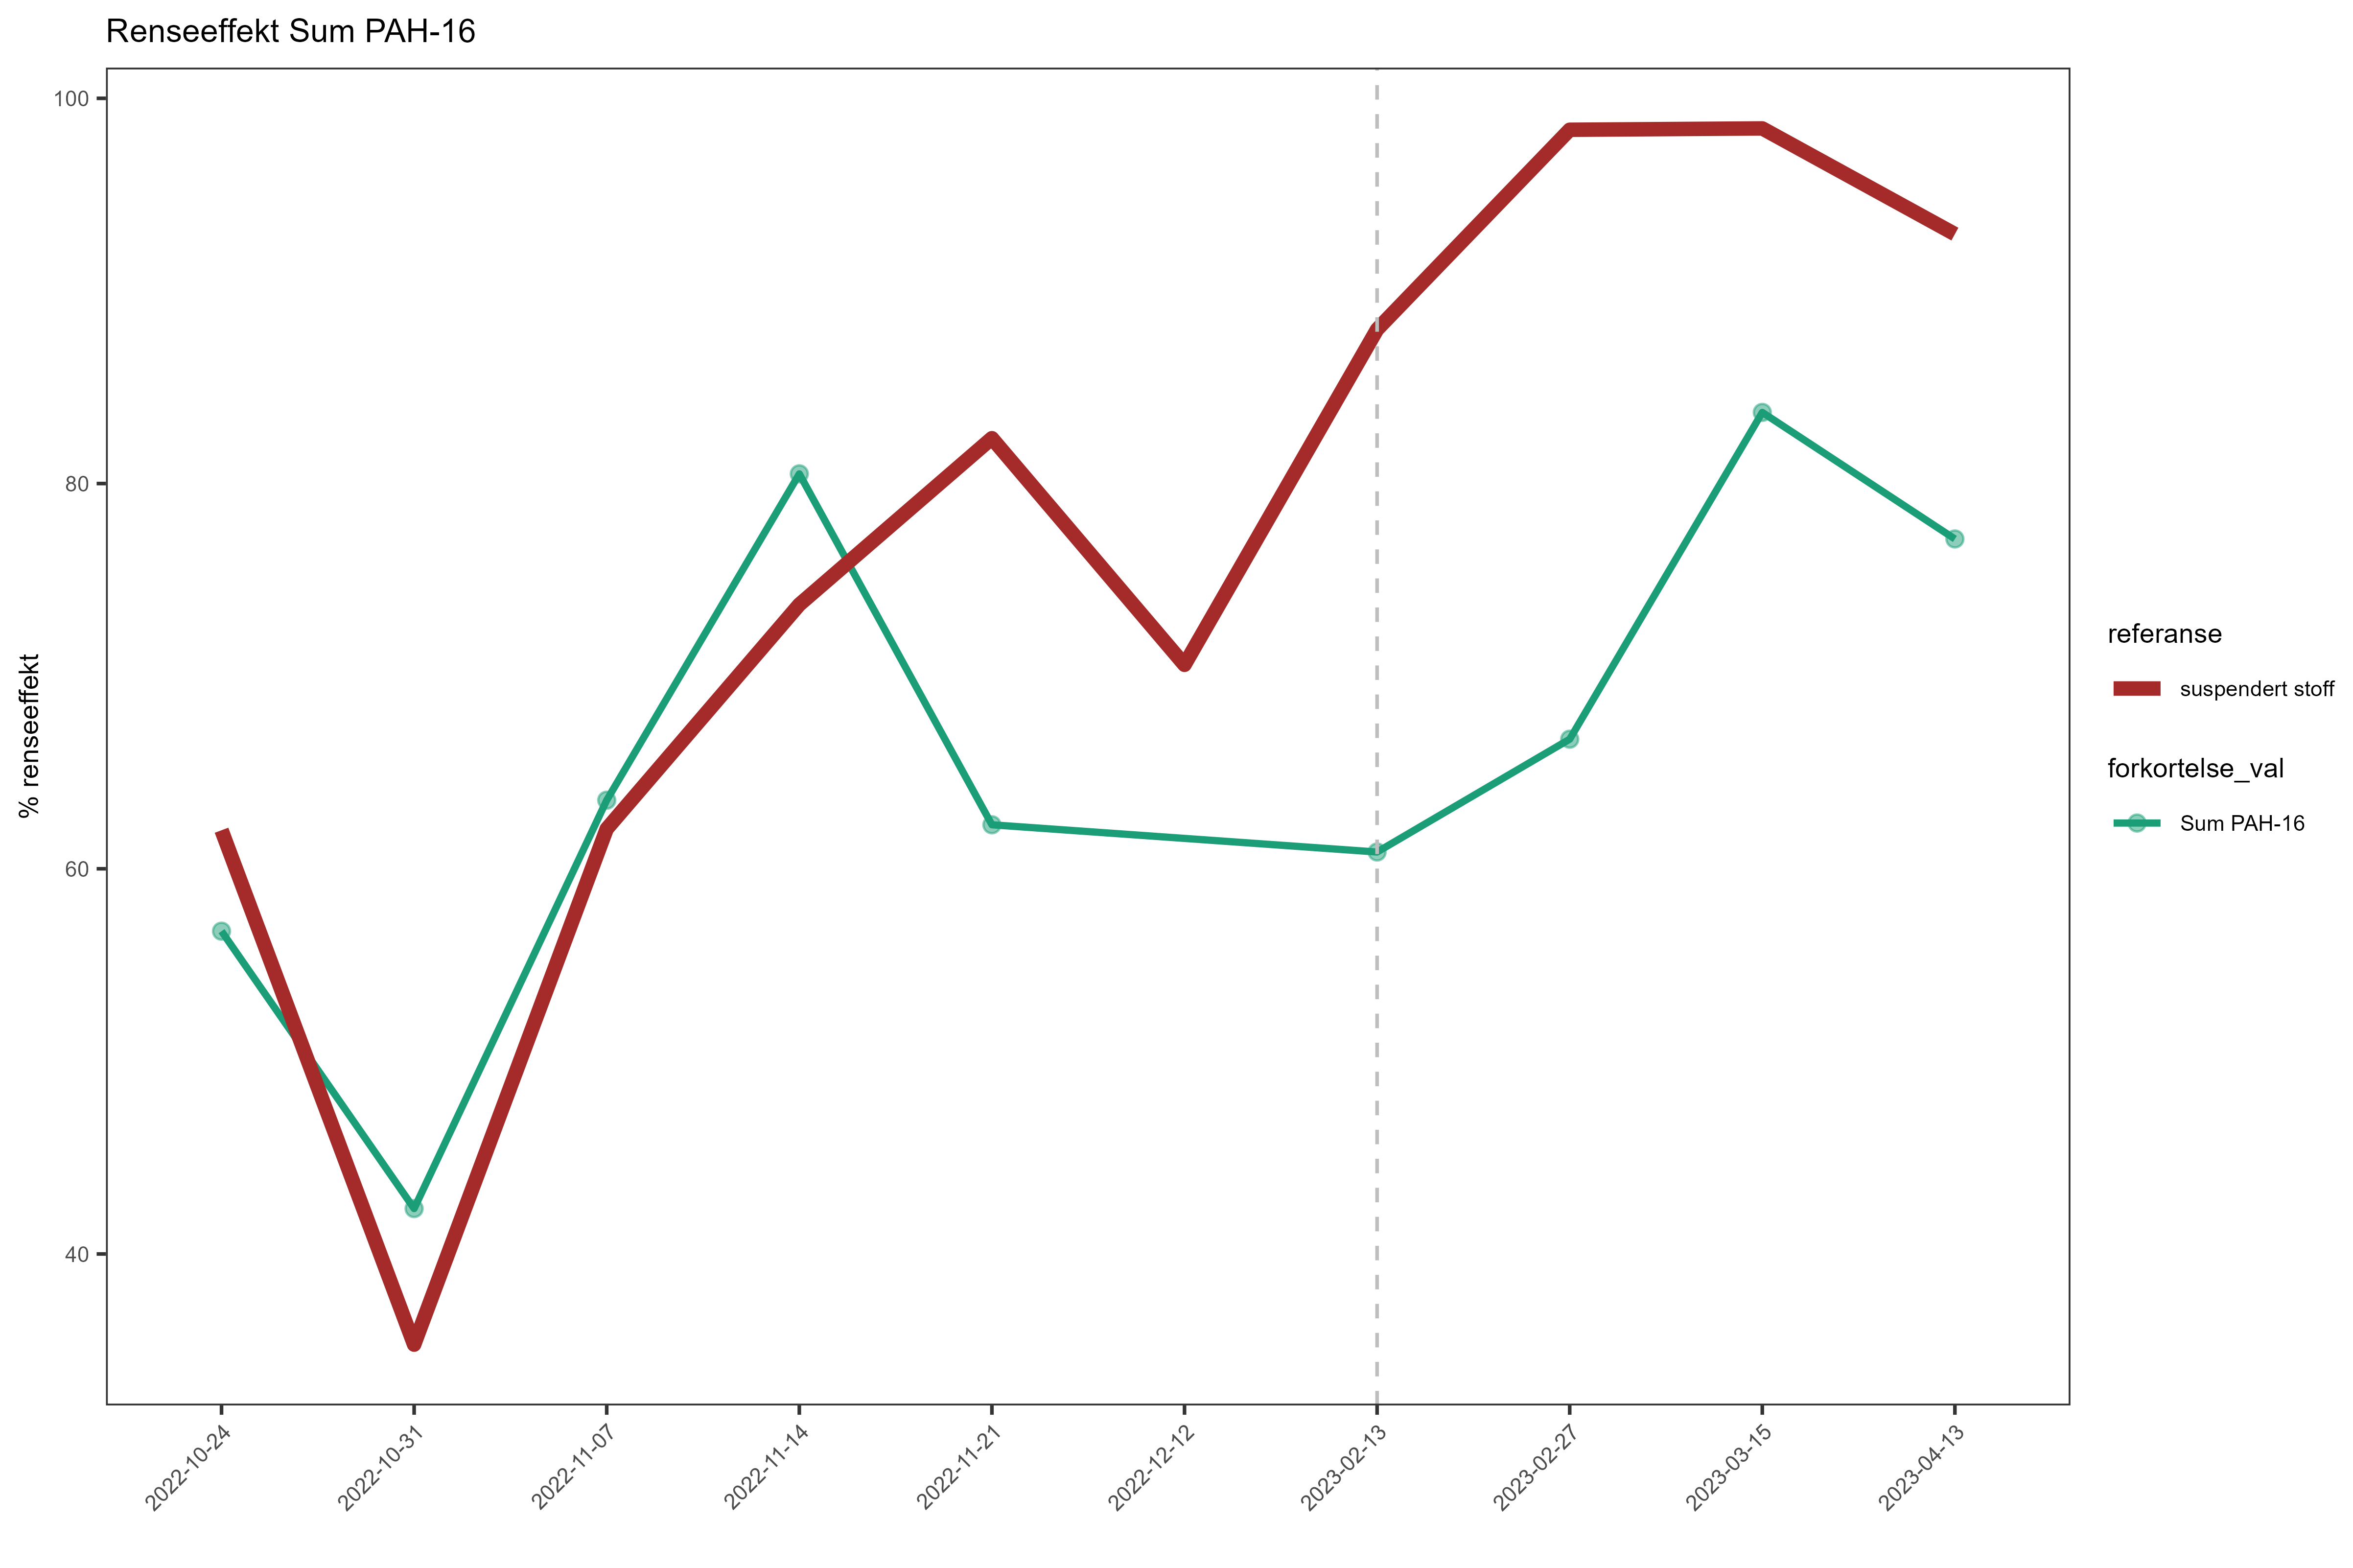 Renseeffekt Sum PAH-16
100
80
60
40
% renseeffekt
2022-10-24
2022-10-31
2022-11-07
2022-11-14
2022-11-21
2022-12-12
2023-02-13
2023-02-27
2023-03-15
2023-04-13
referanse
suspendert stoff
forkortelse_val
Sum PAH-16